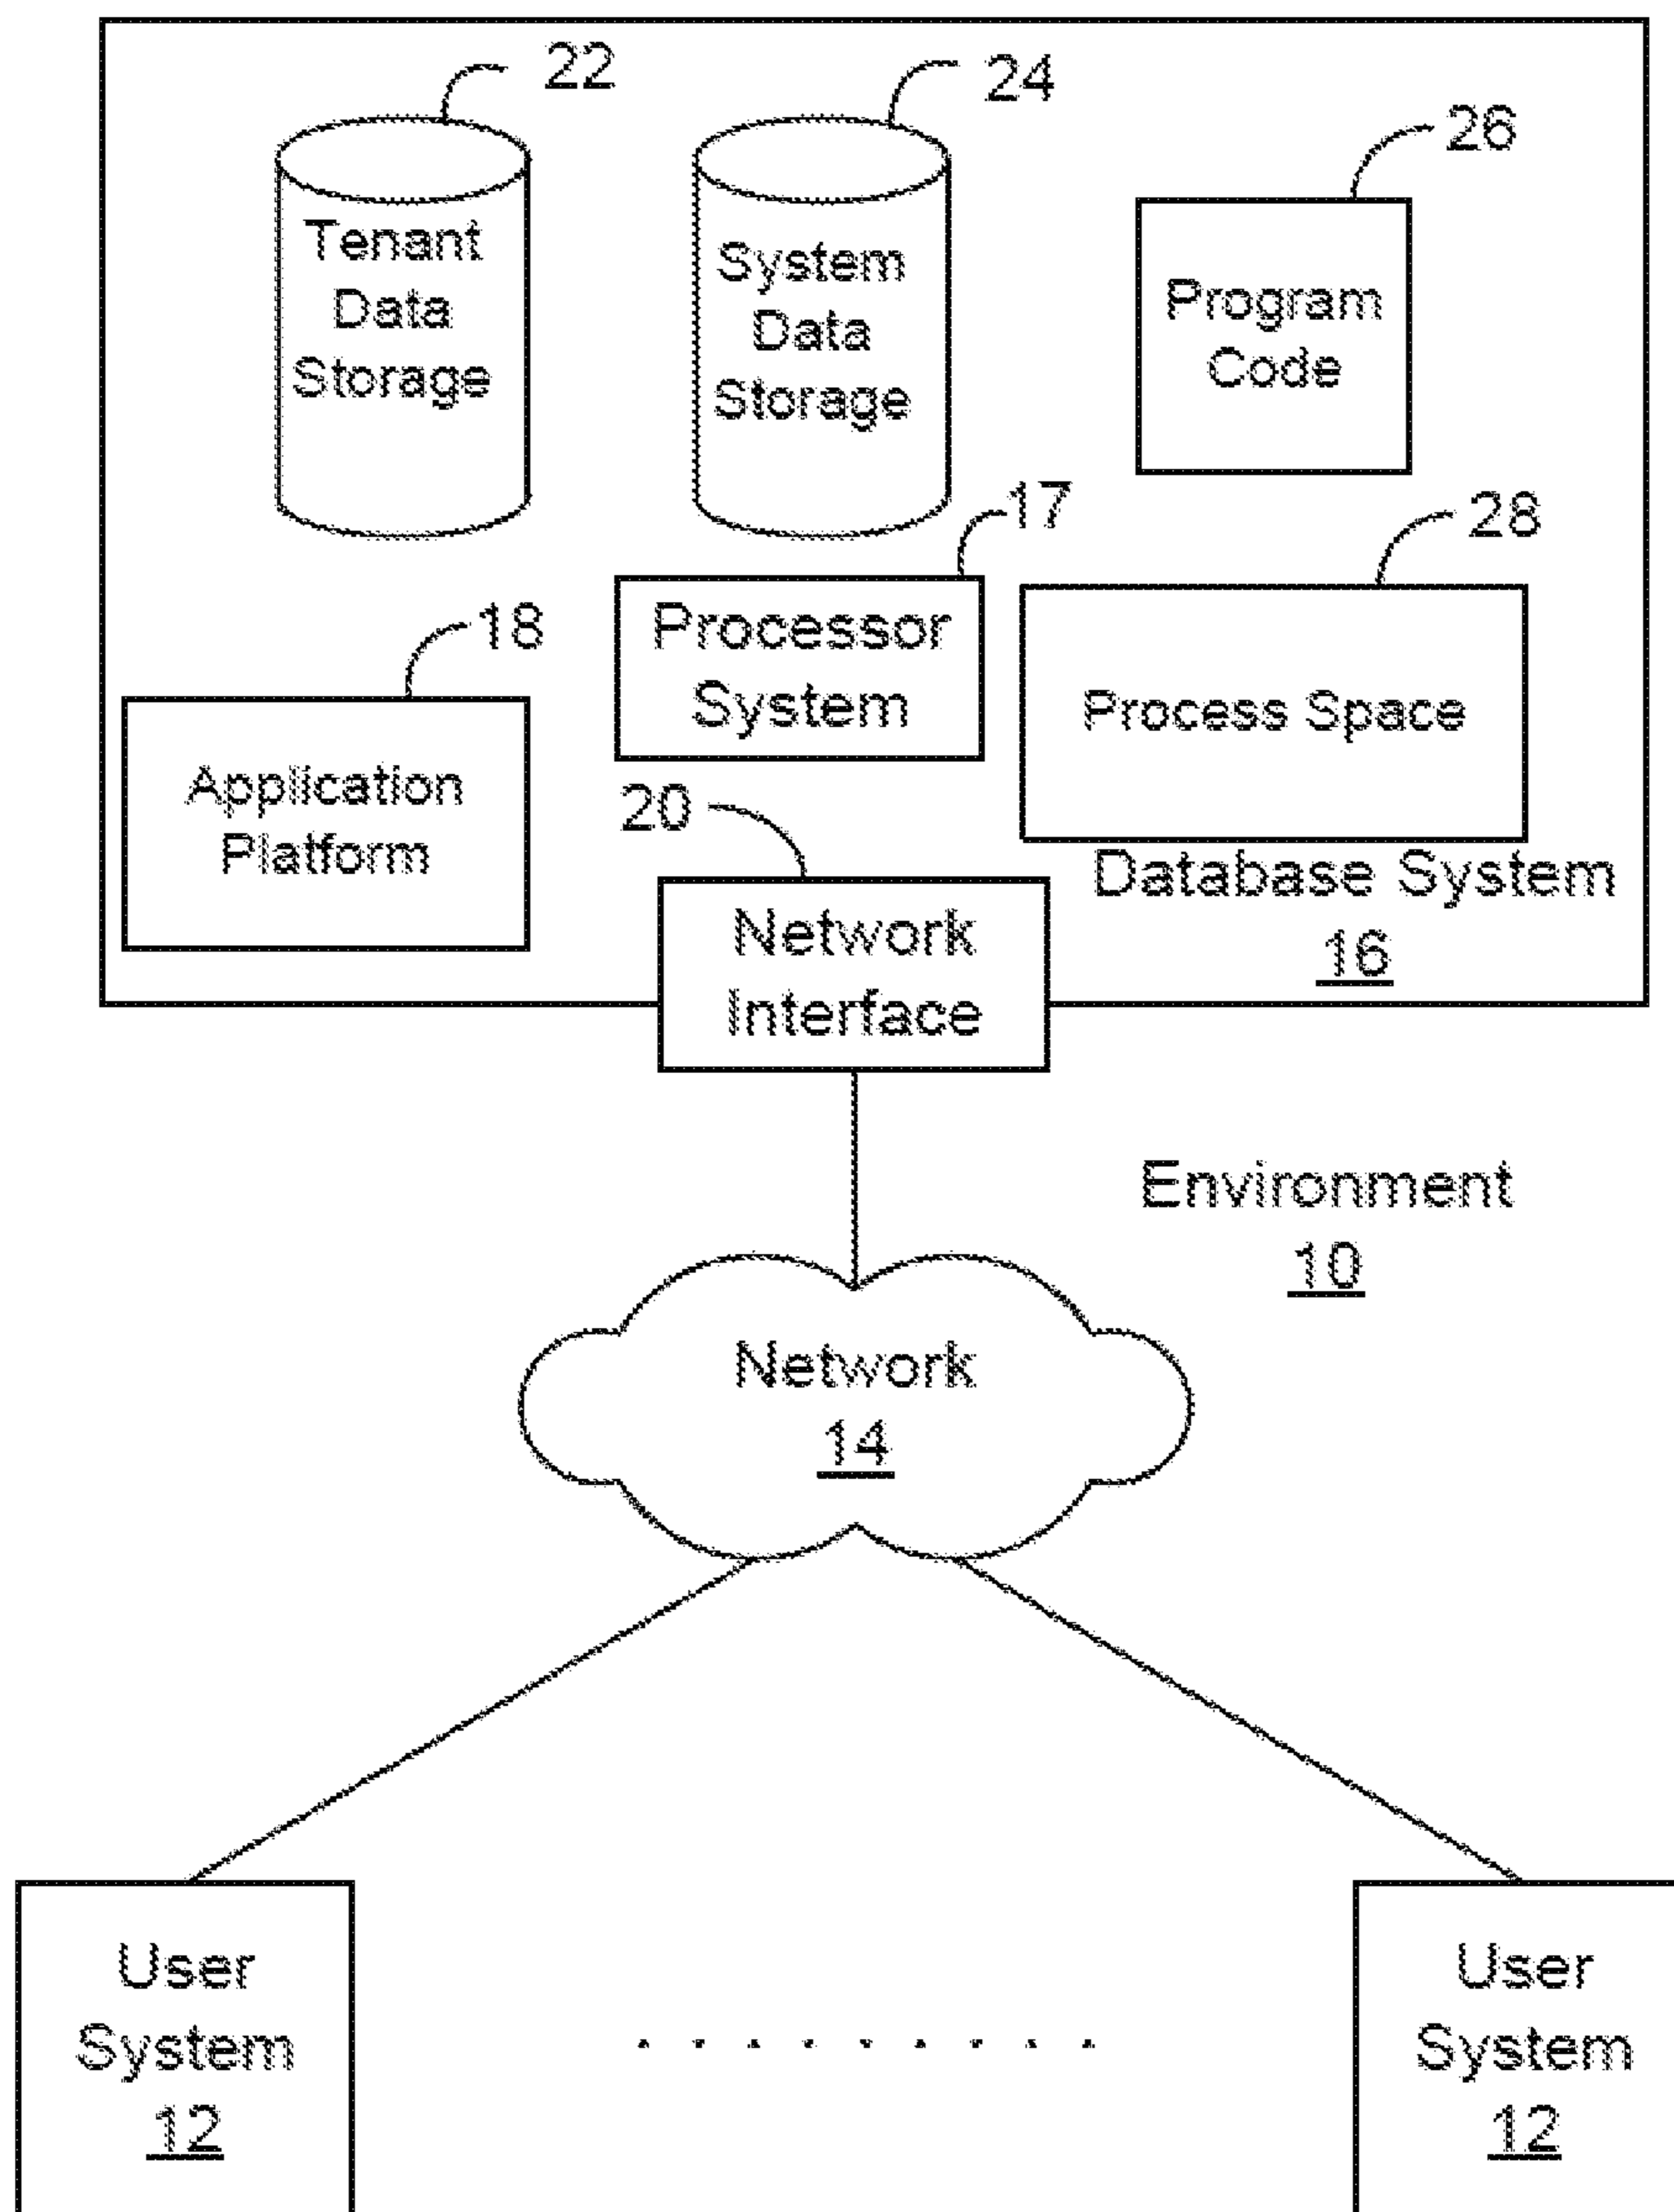 22
24
26
Tenant
Data
Storage
System
Data
Storage
Program
Code
17
28
18
Processor
System
Process Space
Application
Platform
20
Database System
16
Network
Interface
Environment
10
Network
14
User
System
12
User
System
12